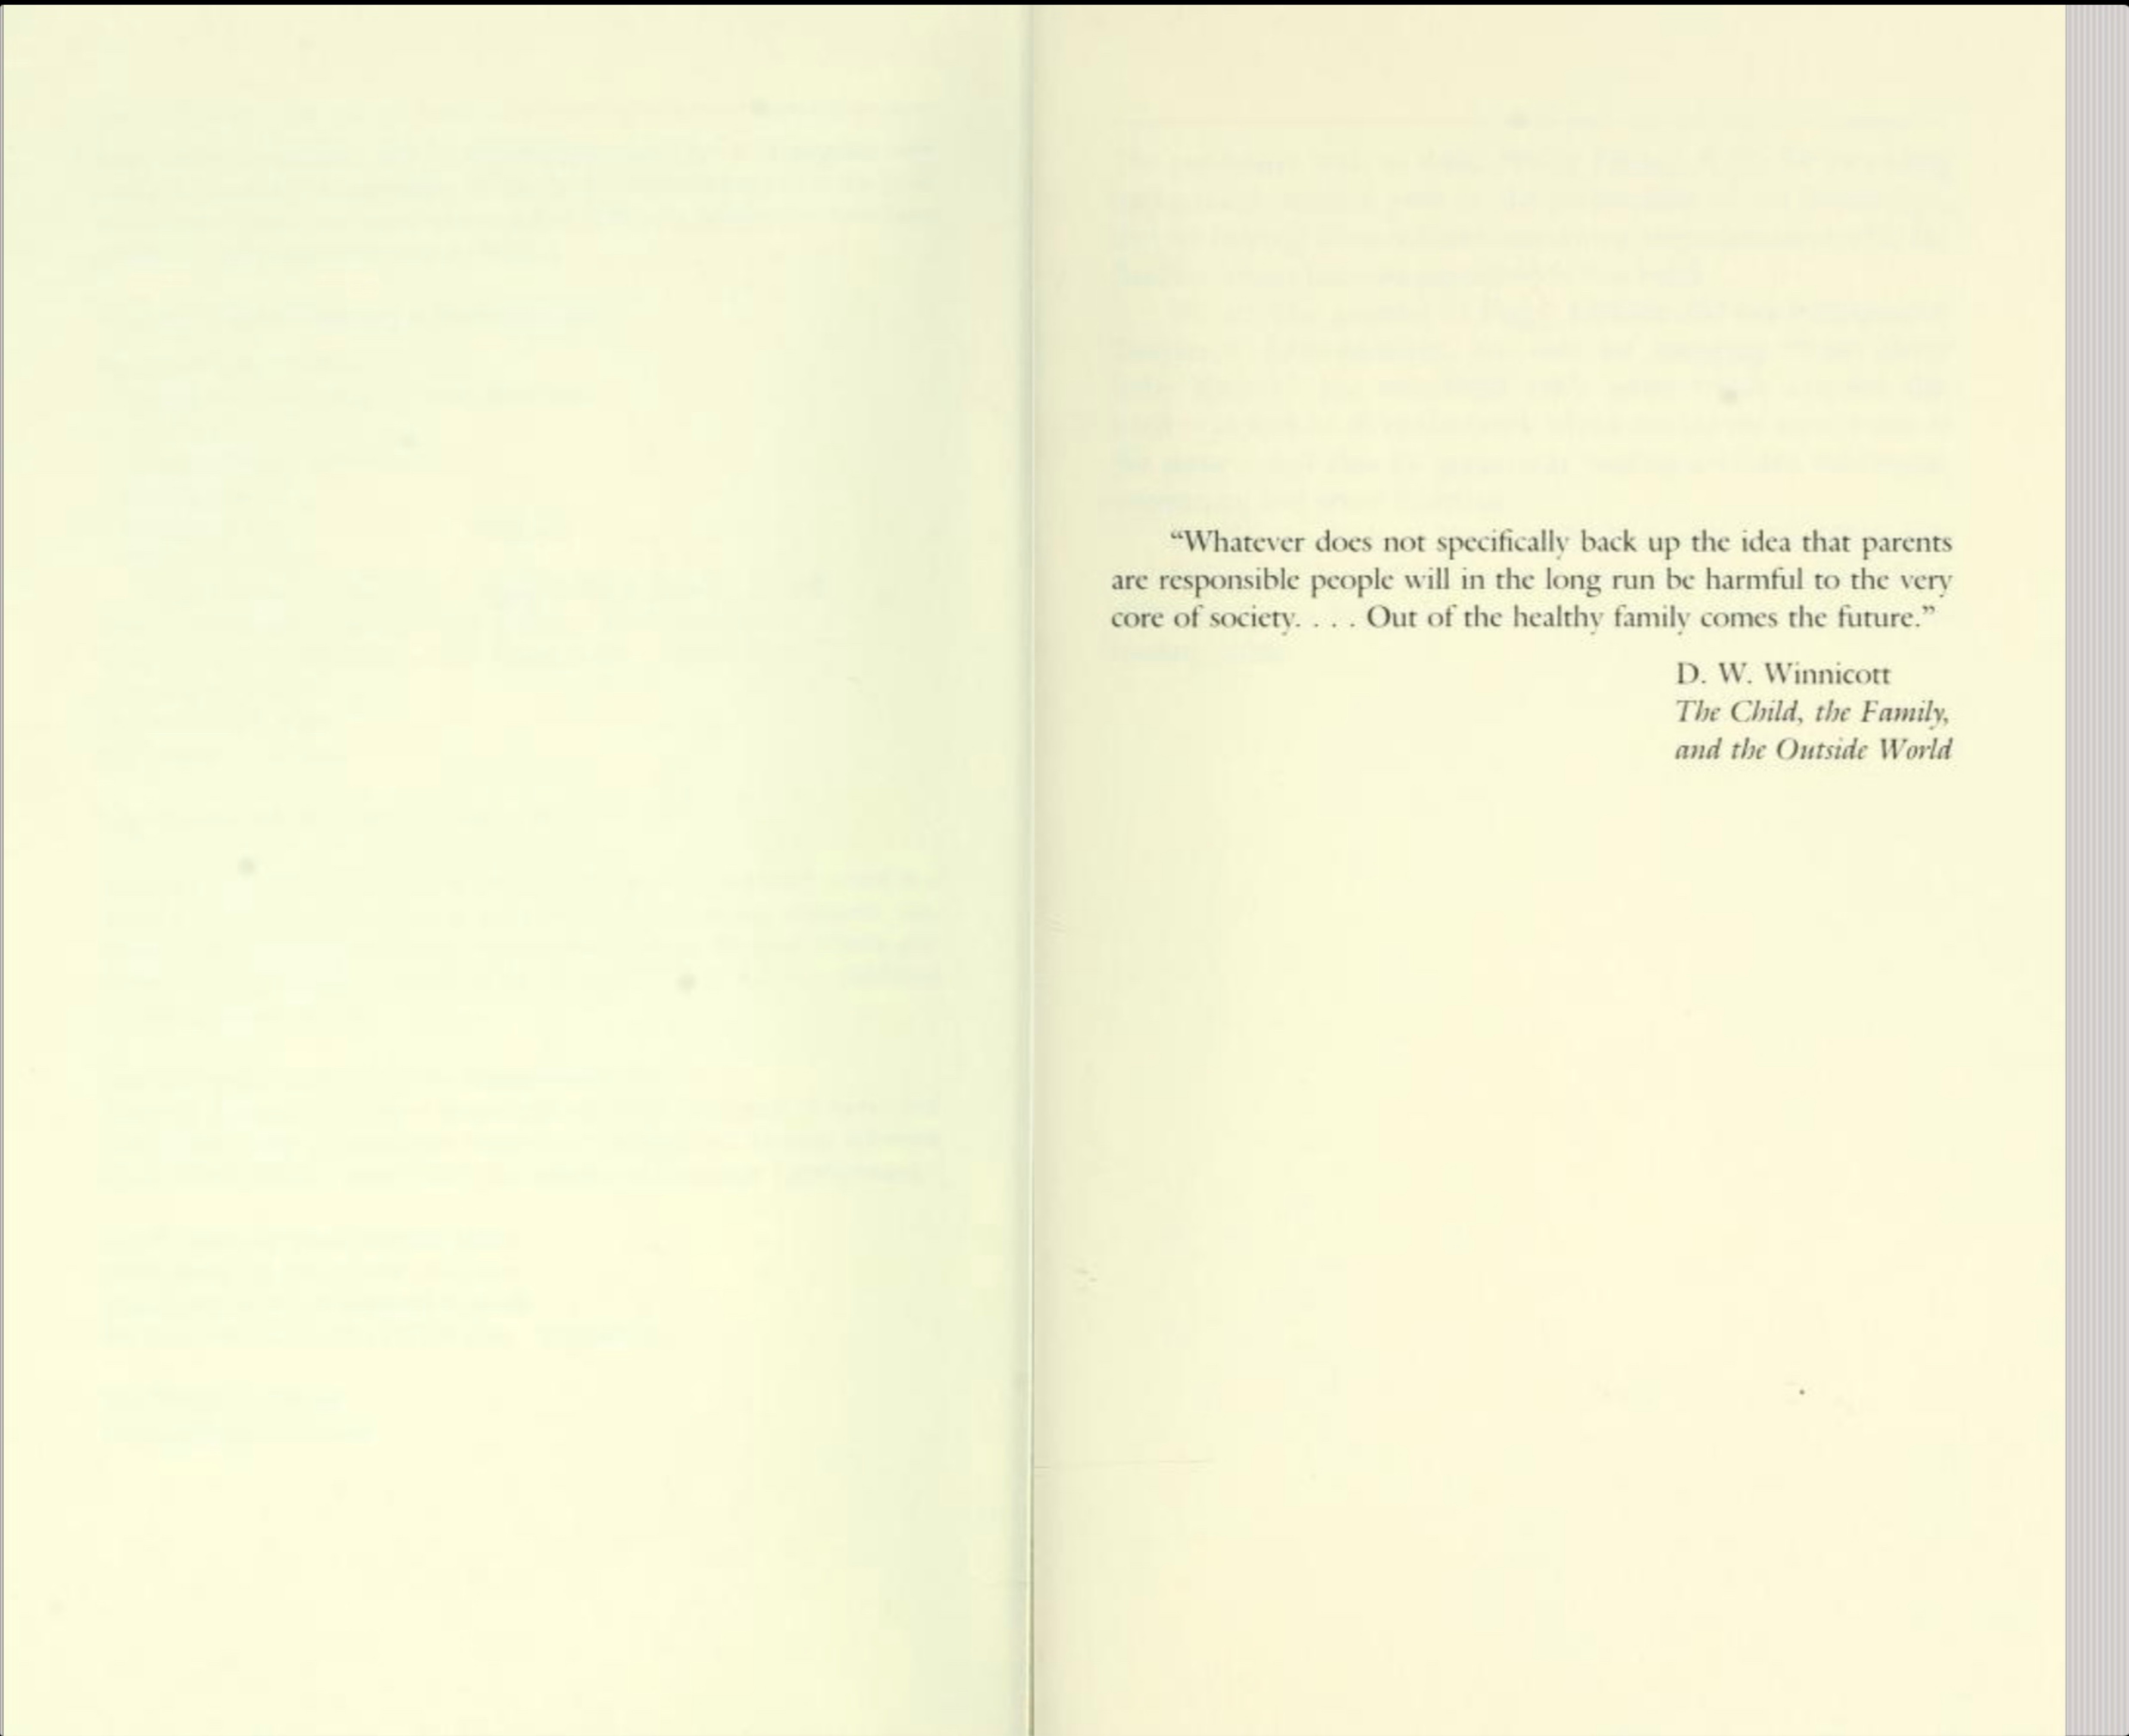 “Whatever does not specifically back up the idea that parents
are responsible people will in the long run be harmful to the very
core of society. . . . Out of the healthy family comes the future.”
D. W. Winnicott
The Child, the Family,
and the Outside World